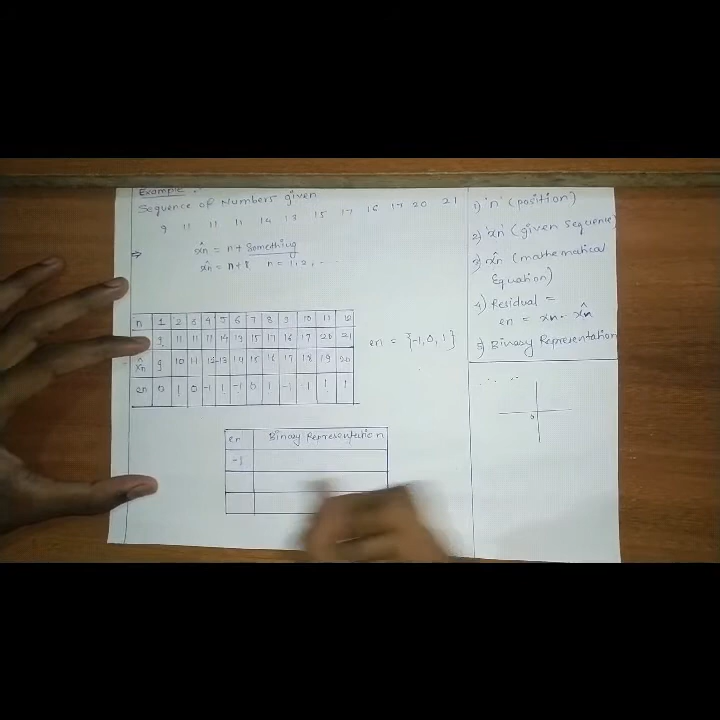 Example :-
Sequence of Numbers given
9 11 11 11 14 13 15 17 16 17 20 21
⇒ x̂n = n + Something
x̂n = n+8 n = 1, 2, - - -
n 1 2 3 4 5 6 7 8 9 10 11 12
9 11 11 11 14 13 15 17 16 17 20 21
x̂n 9 10 11 12 13 14 15 16 17 18 19 20
en 0 1 0 -1 1 -1 0 1 -1 -1 1 1
en = {-1, 0, 1}
en Binary Representation
-1
1) 'n' (position)
2) 'xn' (given sequence)
3) x̂n (mathematical
Equation)
4) Residual =
en = xn - x̂n
5) Binary Representation
0